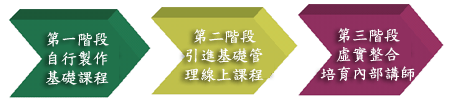 第一階段
自行製作
基礎課程
第二階段
引進基礎管
理線上課程
第三階段
虛實整合
培育內部講師